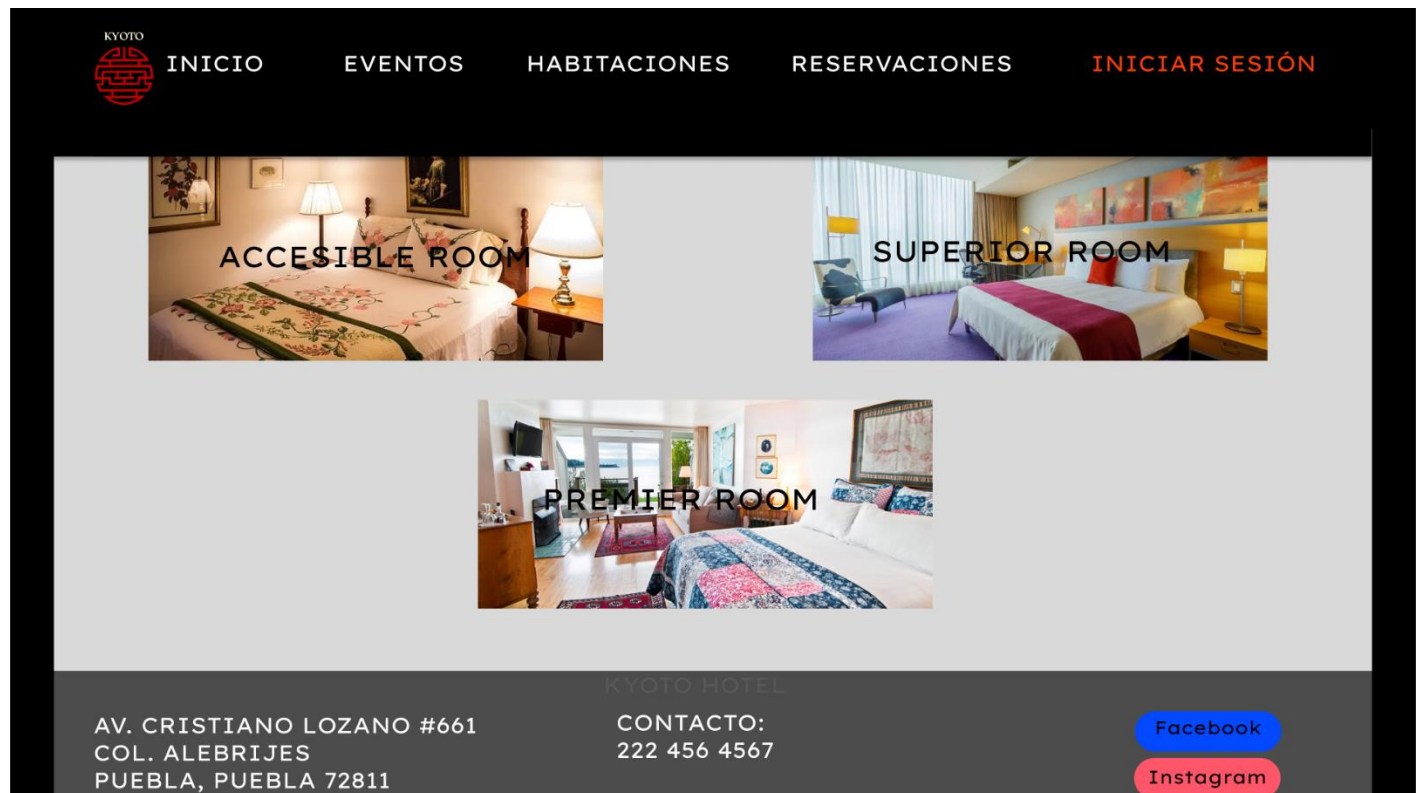 KYOTO
INICIO EVENTOS HABITACIONES RESERVACIONES INICIAR SESIÓN
ACCESIBLE ROOM
SUPERIOR ROOM
PREMIER ROOM
KYOTO HOTEL
AV. CRISTIANO LOZANO #661
COL. ALEBRIJES
PUEBLA, PUEBLA 72811
CONTACTO:
222 456 4567
Facebook
Instagram